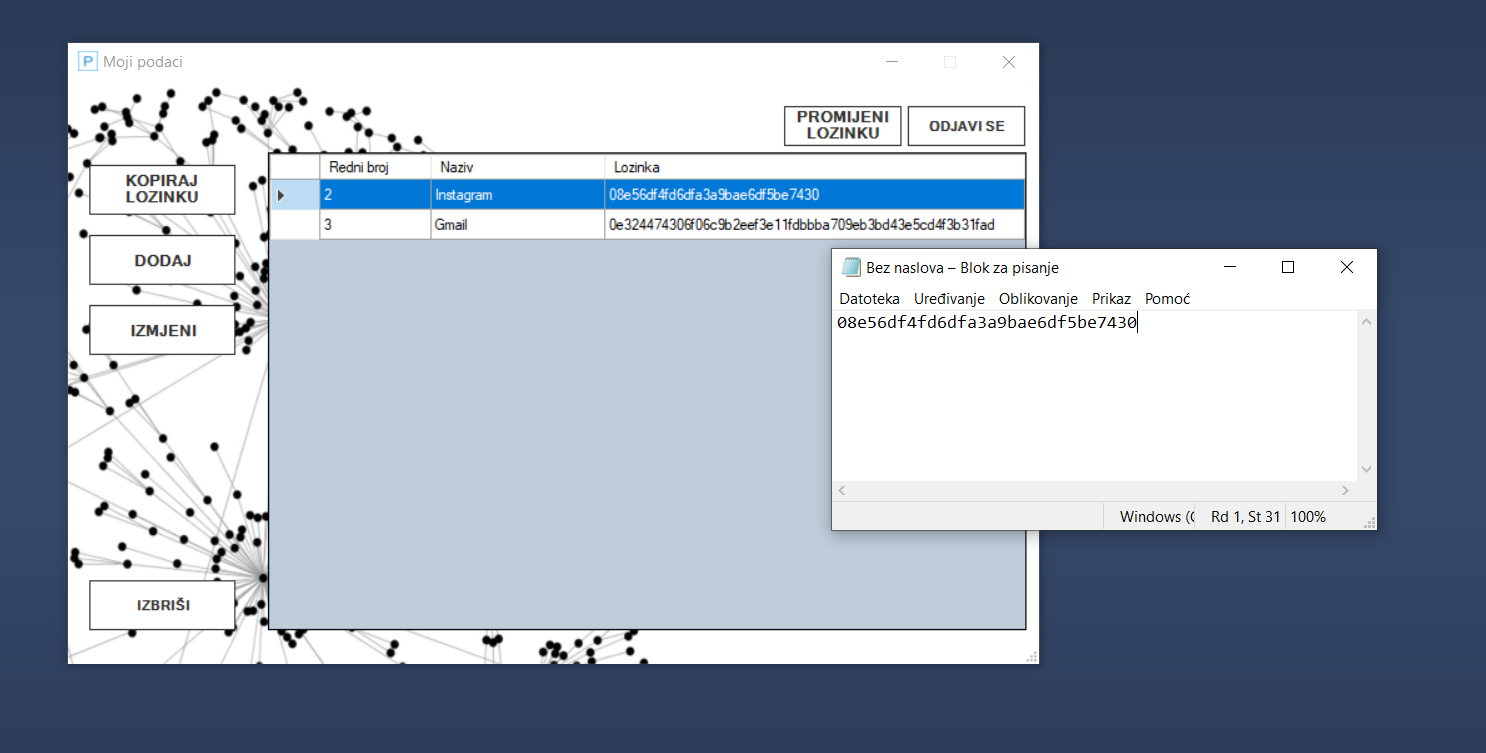 P Moji podaci
PROMIJENI
LOZINKU
ODJAVI SE
KOPIRAJ
LOZINKU
DODAJ
IZMJENI
IZBRIŠI
Redni broj Naziv Lozinka
2 Instagram 08e56df4fd6dfa3a9bae6df5be7430
3 Gmail 0e324474306f06c9b2eef3e11fdbbba709eb3bd43e5cd4f3b31fad
Bez naslova – Blok za pisanje
Datoteka Uređivanje Oblikovanje Prikaz Pomoć
08e56df4fd6dfa3a9bae6df5be7430
Windows (C Rd 1, St 31 100%